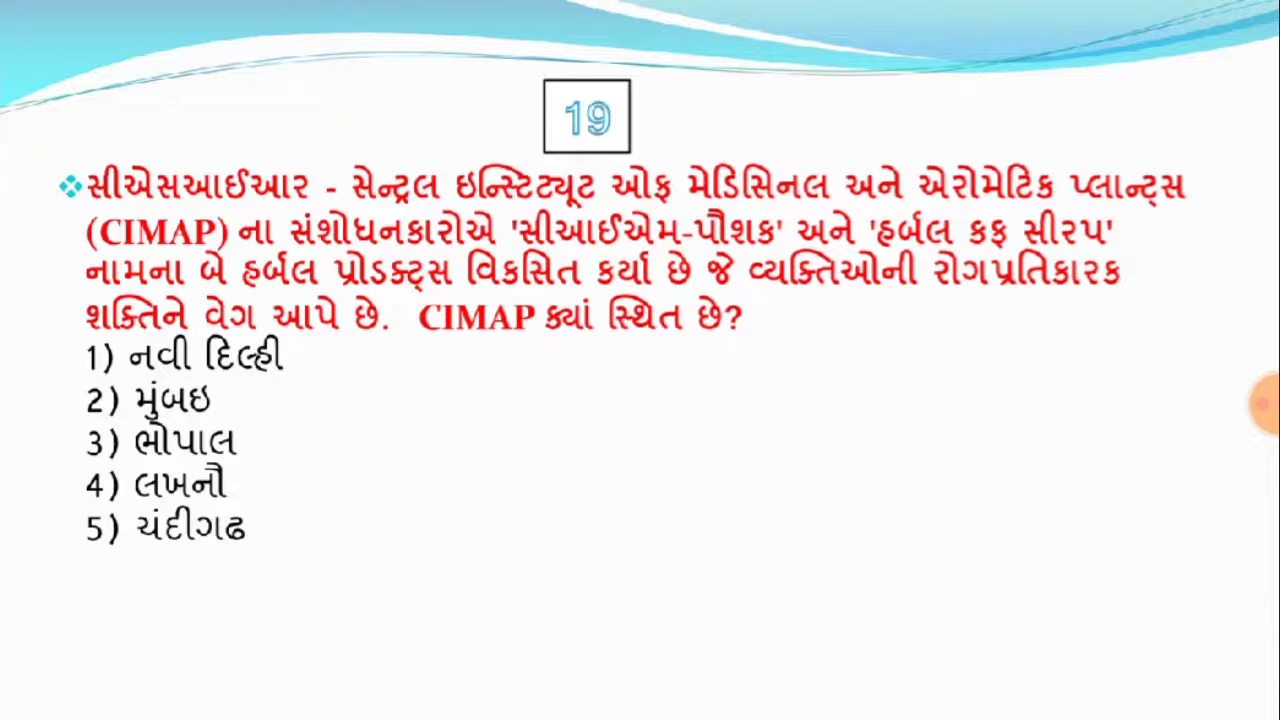 19
સીએસઆઈઆર - સેન્ટ્રલ ઇન્સ્ટિટ્યૂટ ઓફ મેડિસિનલ અને એરોમેટિક પ્લાન્ટ્સ
(CIMAP) ના સંશોધનકારોએ 'સીઆઈએમ-પૌશક' અને 'હર્બલ કફ સીરપ'
નામના બે હર્બલ પ્રોડક્ટ્સ વિકસિત કર્યા છે જે વ્યક્તિઓની રોગપ્રતિકારક
શક્તિને વેગ આપે છે. CIMAP ક્યાં સ્થિત છે?
1) નવી દિલ્હી
2) મુંબઇ
3) ભોપાલ
4) લખનૌ
5) ચંદીગઢ